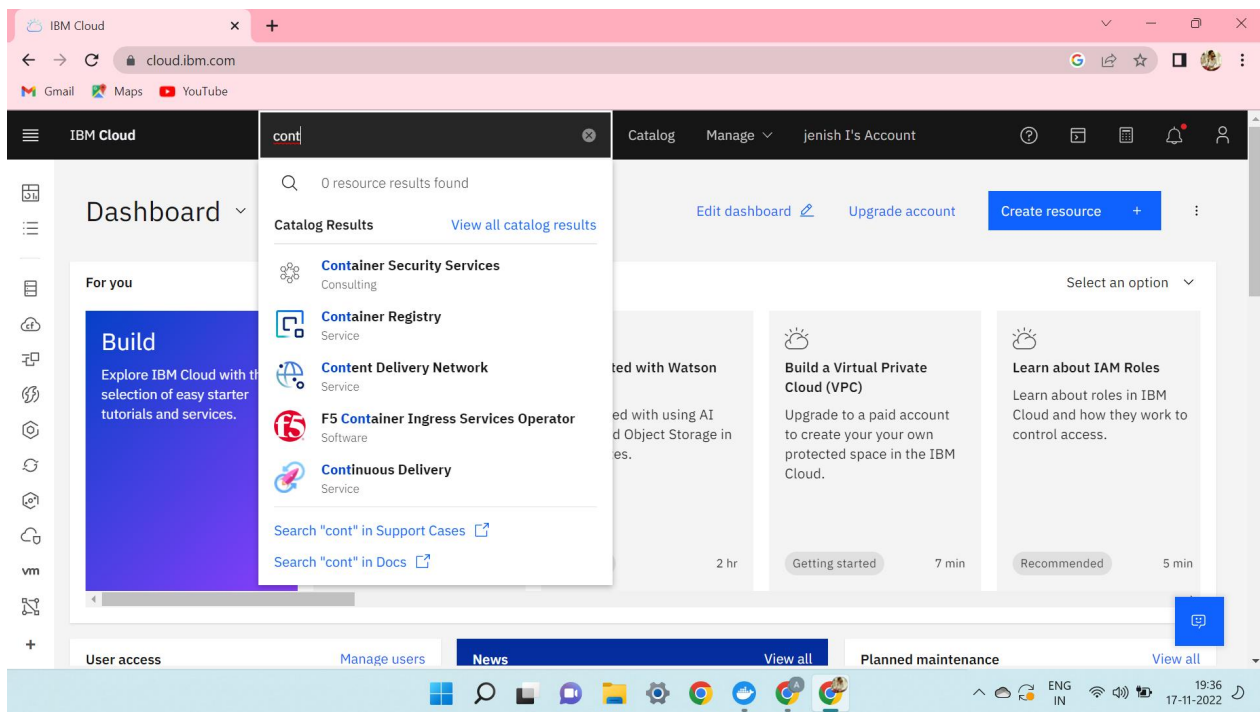 IBM Cloud
cloud.ibm.com
G
Gmail Maps YouTube
IBM Cloud
cont
Catalog Manage jenish I's Account
0 resource results found
Dashboard
Edit dashboard Upgrade account Create resource +
Catalog Results View all catalog results
Container Security Services
Consulting
Container Registry
Service
Content Delivery Network
Service
F5 Container Ingress Services Operator
Software
Continuous Delivery
Service
Search "cont" in Support Cases
Search "cont" in Docs
For you
Select an option
Build
Explore IBM Cloud with
selection of easy starter
tutorials and services.
ted with Watson
ed with using AI
d Object Storage in
es.
2 hr
Build a Virtual Private
Cloud (VPC)
Upgrade to a paid account
to create your your own
protected space in the IBM
Cloud.
Getting started 7 min
Learn about IAM Roles
Learn about roles in IBM
Cloud and how they work to
control access.
Recommended 5 min
cf
vm
User access Manage users
News View all
Planned maintenance View all
ENG
IN
19:36
17-11-2022